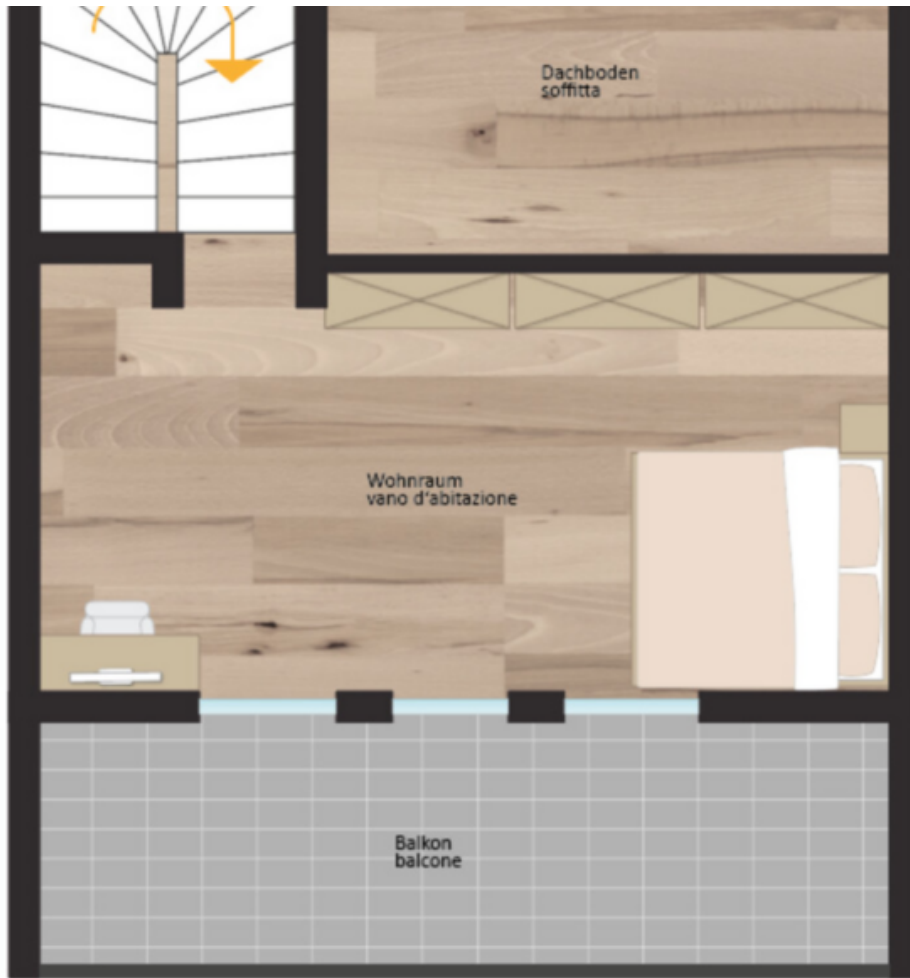 Dachboden
soffitta
Wohnraum
vano d'abitazione
Balkon
balcone